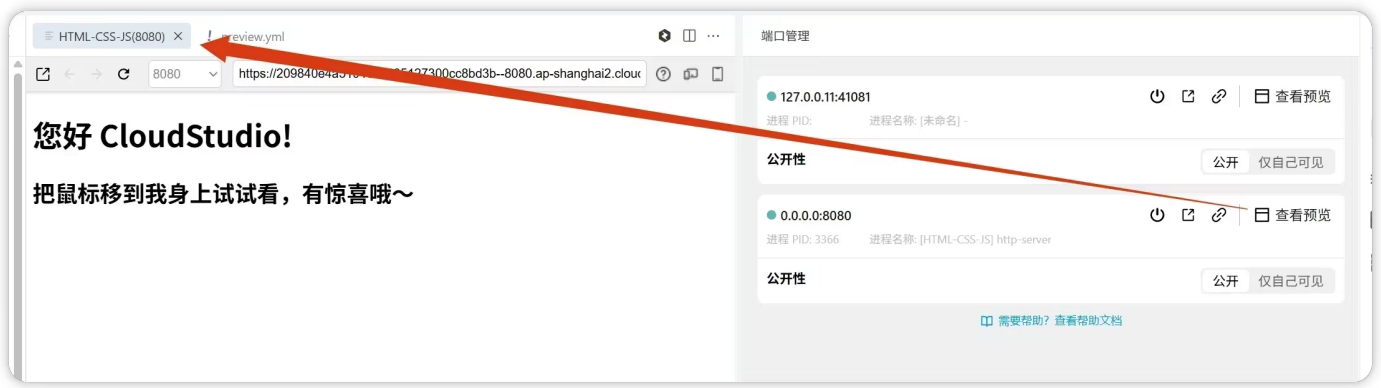 HTML-CSS-JS(8080)
preview.yml
8080
8080.ap-shanghai2.clouc
您好 CloudStudio!
把鼠标移到我身上试试看，有惊喜哦～
端口管理
127.0.0.11:41081
查看预览
进程 PID:
进程名称: [未命名] -
公开性
公开
仅自己可见
0.0.0.0:8080
查看预览
进程 PID: 3366
进程名称: [HTML-CSS-JS] http-server
公开性
公开
仅自己可见
需要帮助？查看帮助文档